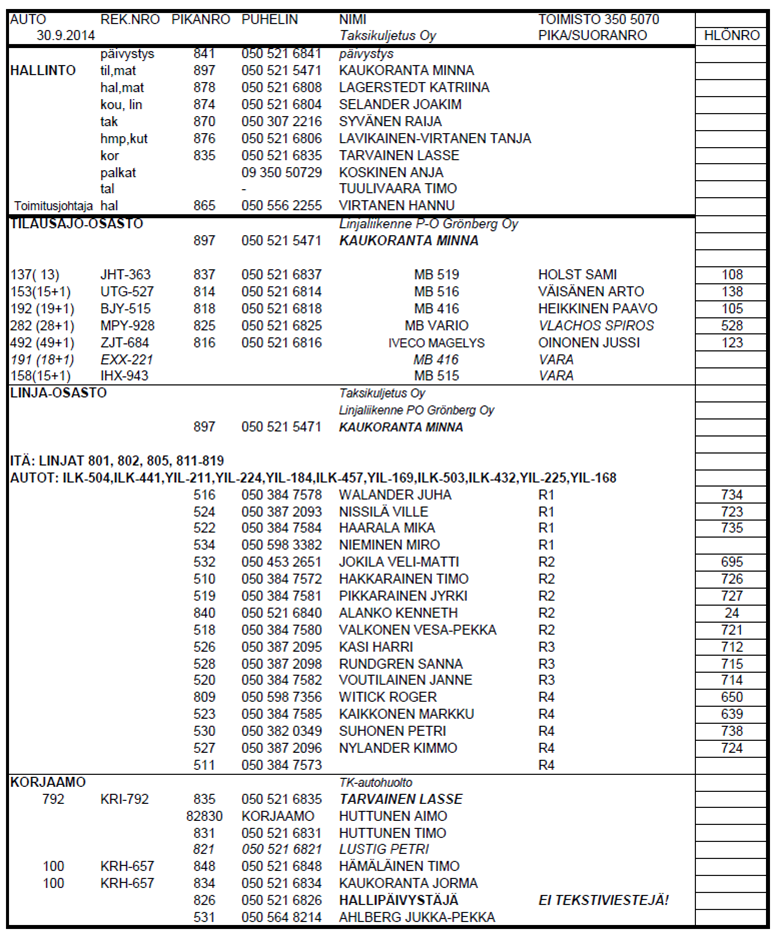 AUTO REK.NRO PIKANRO PUHELIN NIMI TOIMISTO 350 5070
30.9.2014 Taksikuljetus Oy PIKA/SUORANRO HLÖNRO
päivystys 841 050 521 6841 päivystys
HALLINTO til,mat 897 050 521 5471 KAUKORANTA MINNA
hal,mat 878 050 521 6808 LAGERSTEDT KATRIINA
kou, lin 874 050 521 6804 SELANDER JOAKIM
tak 870 050 307 2216 SYVÄNEN RAIJA
hmp,kut 876 050 521 6806 LAVIKAINEN-VIRTANEN TANJA
kor 835 050 521 6835 TARVAINEN LASSE
palkat 09 350 50729 KOSKINEN ANJA
tal - TUULIVAARA TIMO
Toimitusjohtaja hal 865 050 556 2255 VIRTANEN HANNU
TILAUSAJO-OSASTO Linjaliikenne P-O Grönberg Oy
897 050 521 5471 KAUKORANTA MINNA
137( 13) JHT-363 837 050 521 6837 MB 519 HOLST SAMI 108
153(15+1) UTG-527 814 050 521 6814 MB 516 VÄISÄNEN ARTO 138
192 (19+1) BJY-515 818 050 521 6818 MB 416 HEIKKINEN PAAVO 105
282 (28+1) MPY-928 825 050 521 6825 MB VARIO VLACHOS SPIROS 528
492 (49+1) ZJT-684 816 050 521 6816 IVECO MAGELYS OINONEN JUSSI 123
191 (18+1) EXX-221 MB 416 VARA
158(15+1) IHX-943 MB 515 VARA
LINJA-OSASTO Taksikuljetus Oy
Linjaliikenne PO Grönberg Oy
897 050 521 5471 KAUKORANTA MINNA
ITÄ: LINJAT 801, 802, 805, 811-819
AUTOT: ILK-504,ILK-441,YIL-211,YIL-224,YIL-184,ILK-457,YIL-169,ILK-503,ILK-432,YIL-225,YIL-168
516 050 384 7578 WALANDER JUHA R1 734
524 050 387 2093 NISSILÄ VILLE R1 723
522 050 384 7584 HAARALA MIKA R1 735
534 050 598 3382 NIEMINEN MIRO R1
532 050 453 2651 JOKILA VELI-MATTI R2 695
510 050 384 7572 HAKKARAINEN TIMO R2 726
519 050 384 7581 PIKKARAINEN JYRKI R2 727
840 050 521 6840 ALANKO KENNETH R2 24
518 050 384 7580 VALKONEN VESA-PEKKA R2 721
526 050 387 2095 KASI HARRI R3 712
528 050 387 2098 RUNDGREN SANNA R3 715
520 050 384 7582 VOUTILAINEN JANNE R3 714
809 050 598 7356 WITICK ROGER R4 650
523 050 384 7585 KAIKKONEN MARKKU R4 639
530 050 382 0349 SUHONEN PETRI R4 738
527 050 387 2096 NYLANDER KIMMO R4 724
511 050 384 7573 R4
KORJAAMO TK-autohuolto
792 KRI-792 835 050 521 6835 TARVAINEN LASSE
82830 KORJAAMO HUTTUNEN AIMO
831 050 521 6831 HUTTUNEN TIMO
821 050 521 6821 LUSTIG PETRI
100 KRH-657 848 050 521 6848 HÄMÄLÄINEN TIMO
100 KRH-657 834 050 521 6834 KAUKORANTA JORMA
826 050 521 6826 HALLIPÄIVYSTÄJÄ EI TEKSTIVIESTEJÄ!
531 050 564 8214 AHLBERG JUKKA-PEKKA